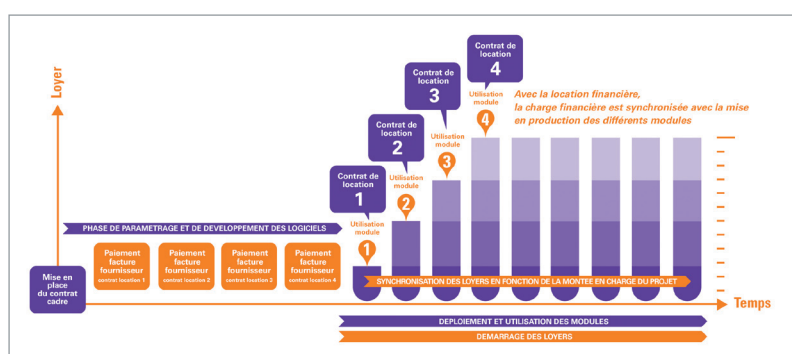 Loyer
Contrat de
location
4
Contrat de
location
3
Contrat de
location
2
Contrat de
location
1
Utilisation
module
4
Utilisation
module
3
Utilisation
module
2
Utilisation
module
1
Avec la location financière,
la charge financière est synchronisée avec la mise
en production des différents modules
PHASE DE PARAMETRAGE ET DE DEVELOPPEMENT DES LOGICIELS
Mise en
place
du contrat
cadre
Paiement
facture
fournisseur
contrat location 1
Paiement
facture
fournisseur
contrat location 2
Paiement
facture
fournisseur
contrat location 3
Paiement
facture
fournisseur
contrat location 4
SYNCHRONISATION DES LOYERS EN FONCTION DE LA MONTEE EN CHARGE DU PROJET
Temps
DEPLOIEMENT ET UTILISATION DES MODULES
DEMARRAGE DES LOYERS